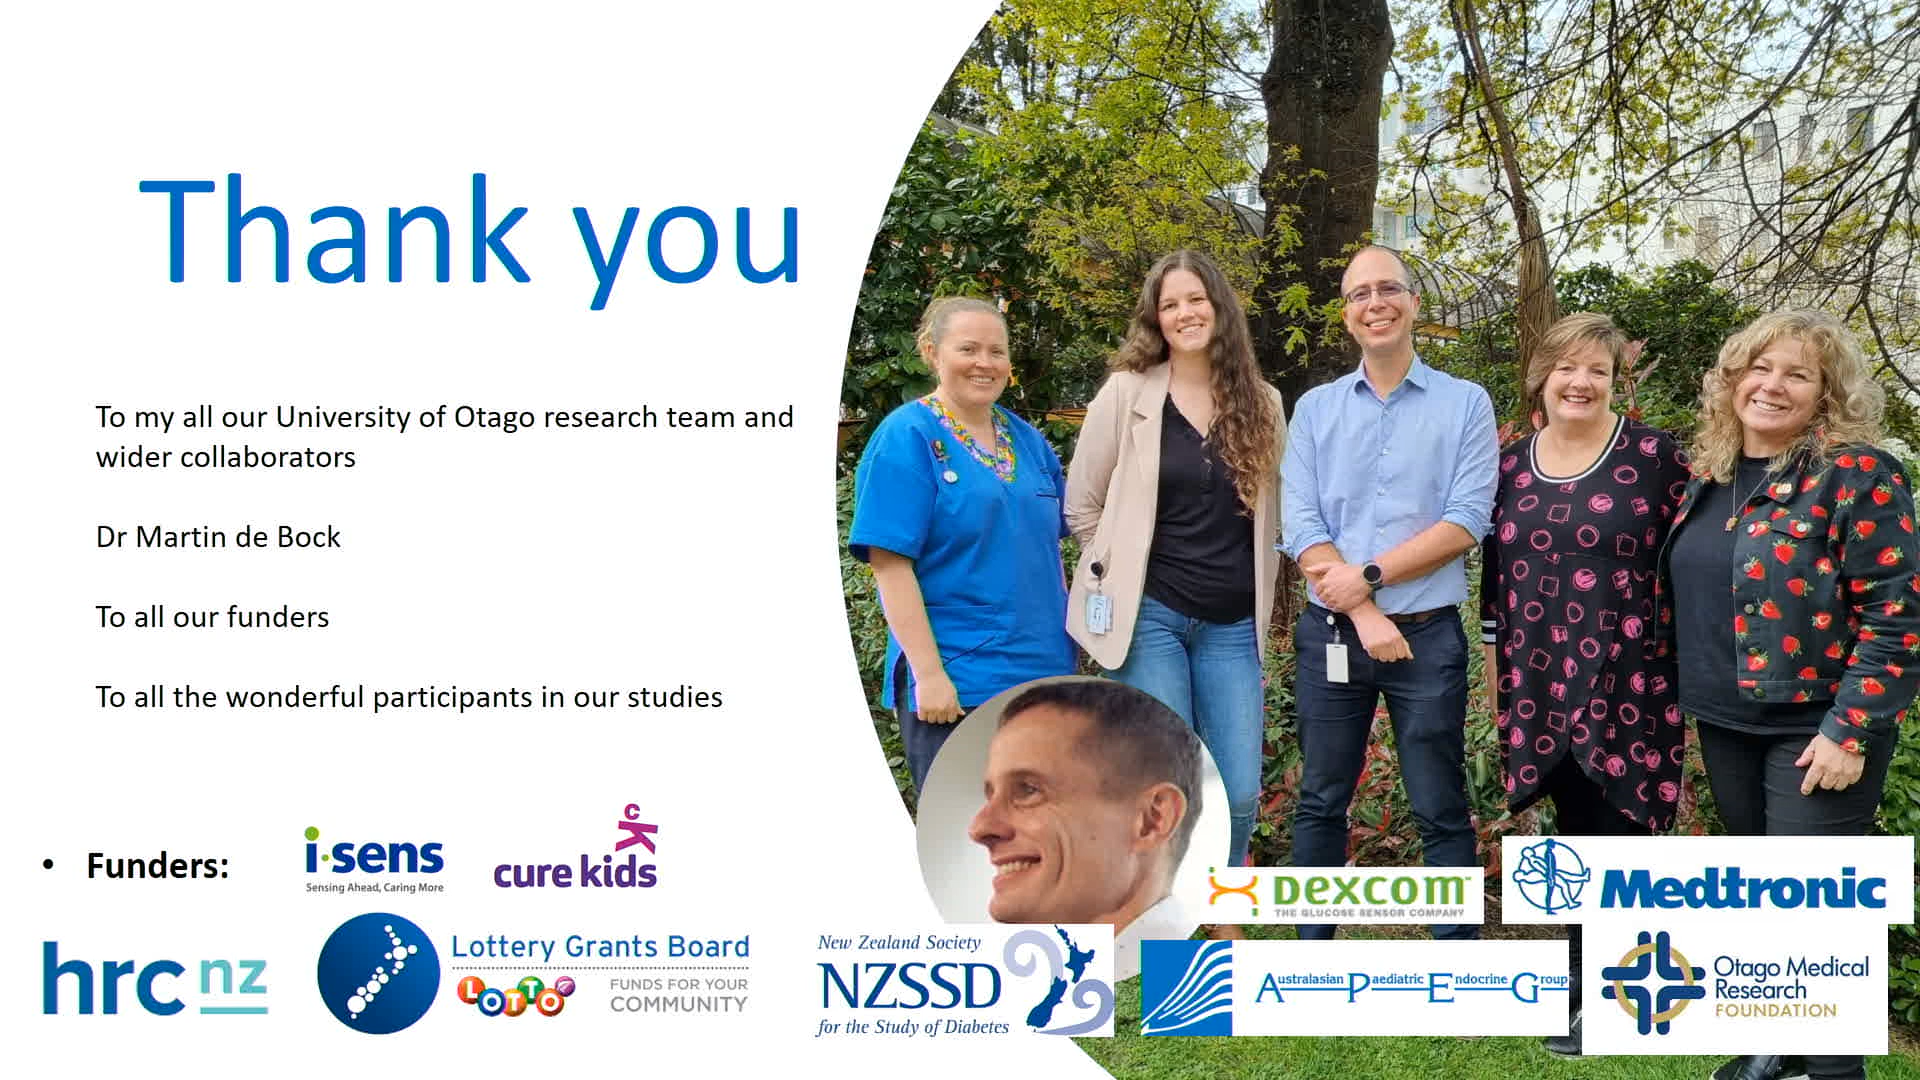 Thank you
To my all our University of Otago research team and
wider collaborators
Dr Martin de Bock
To all our funders
To all the wonderful participants in our studies
• Funders:
i·sens
Sensing Ahead, Caring More
cK
cure kids
Dexcom™
THE GLUCOSE SENSOR COMPANY
Medtronic
hrc nz
Lottery Grants Board
LOTTO
FUNDS FOR YOUR
COMMUNITY
New Zealand Society
NZSSD
for the Study of Diabetes
Australasian Paediatric Endocrine Group
Otago Medical
Research
FOUNDATION